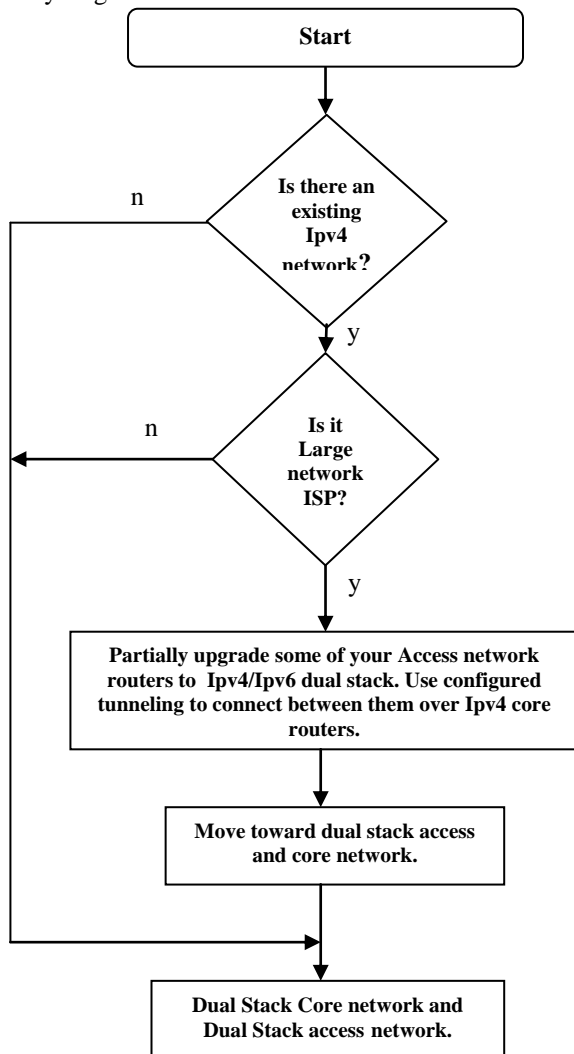 Start
n
Is there an
existing
Ipv4
network?
y
n
Is it
Large
network
ISP?
y
Partially upgrade some of your Access network
routers to Ipv4/Ipv6 dual stack. Use configured
tunneling to connect between them over Ipv4 core
routers.
Move toward dual stack access
and core network.
Dual Stack Core network and
Dual Stack access network.